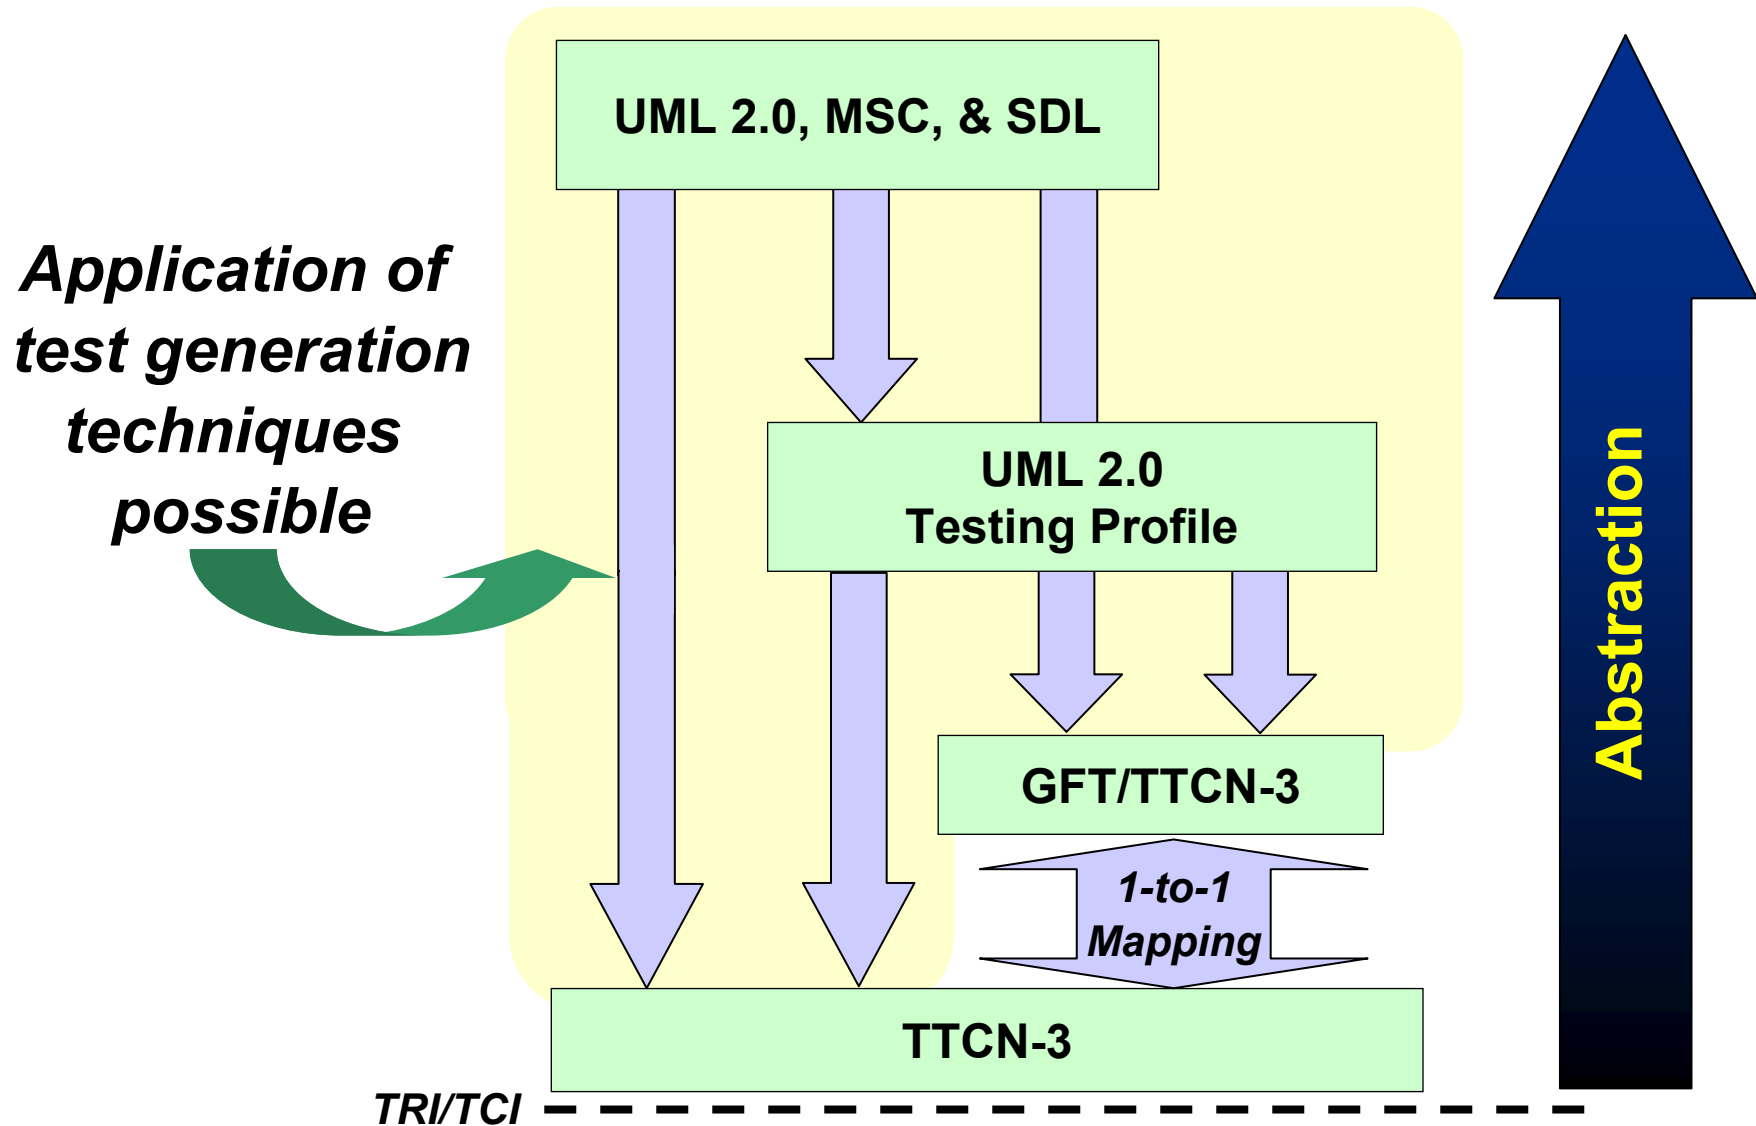 UML 2.0, MSC, & SDL
Application of
test generation
techniques
possible
UML 2.0
Testing Profile
Abstraction
GFT/TTCN-3
1-to-1
Mapping
TTCN-3
TRI/TCI